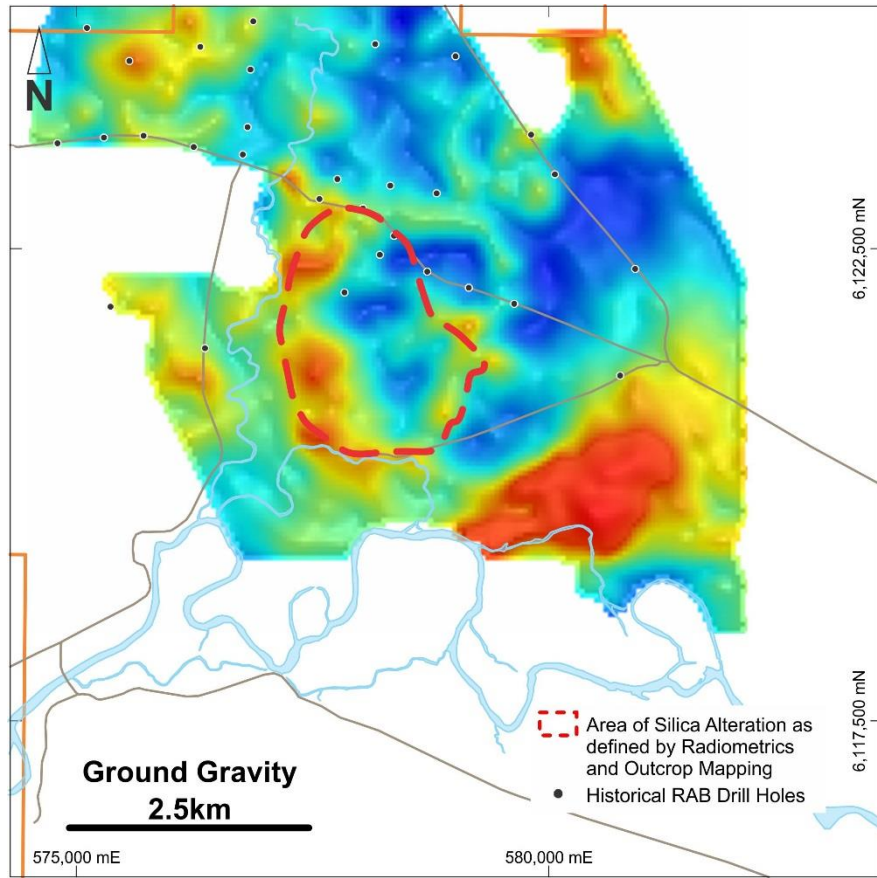 N
6,122,500 mN
6,117,500 mN
Area of Silica Alteration as
defined by Radiometrics
and Outcrop Mapping
Historical RAB Drill Holes
Ground Gravity
2.5km
575,000 mE
580,000 mE